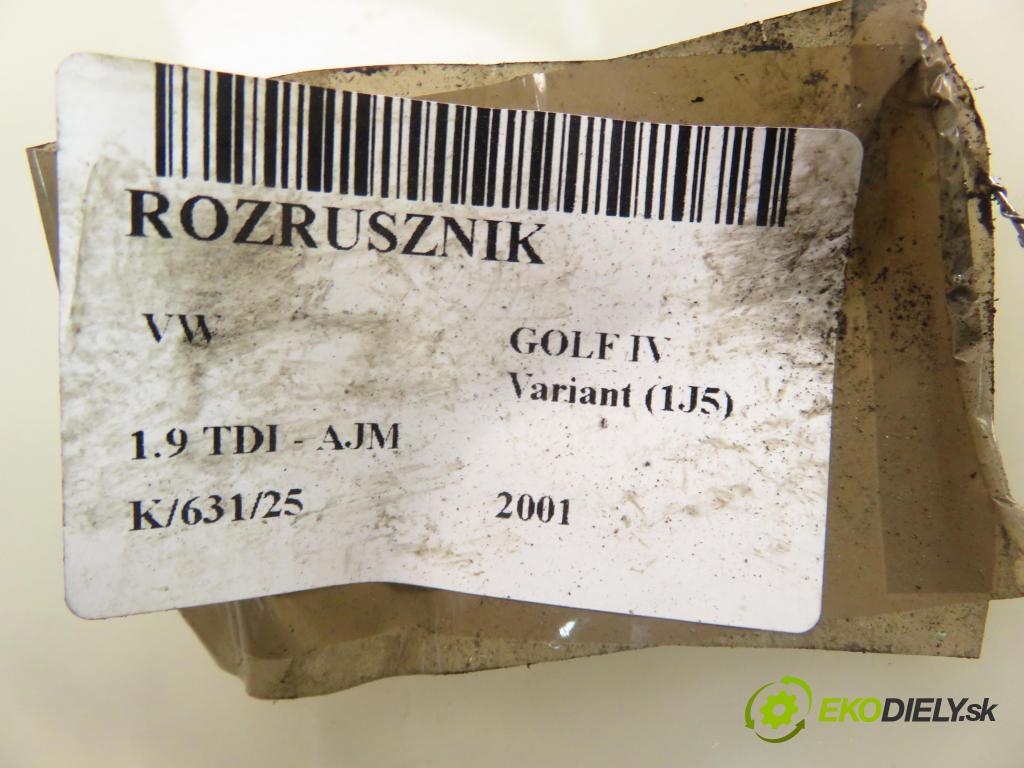 ROZRUSZNIK
VW
GOLF IV
Variant (1J5)
1.9 TDI - AJM
K/631/25
2001
EKODIELY.sk